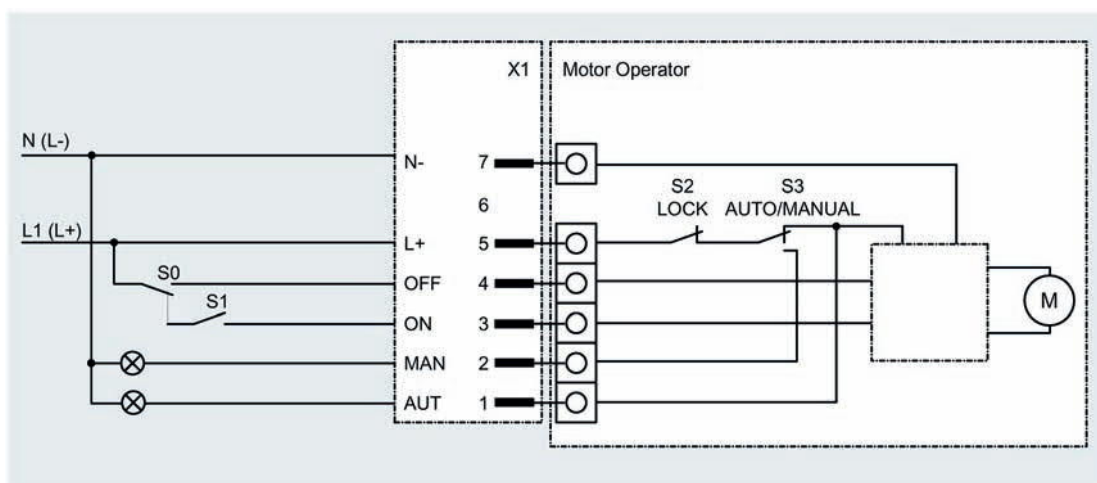 X1 Motor Operator
N (L-)
N- 7
S2 S3
6
LOCK AUTO/MANUAL
L1 (L+)
L+ 5
S0 OFF 4
S1
ON 3
M
MAN 2
AUT 1